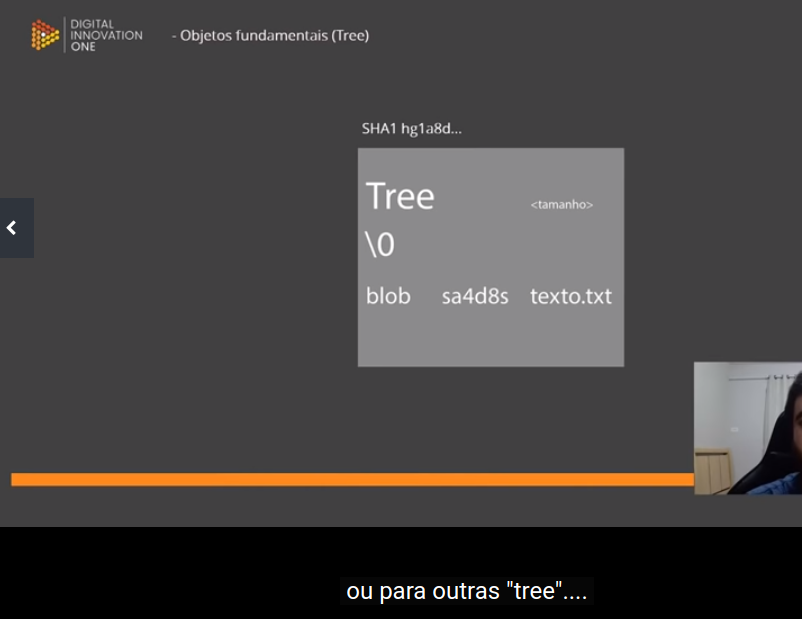 DIGITAL
INNOVATION
ONE
- Objetos fundamentais (Tree)
SHA1 hg1a8d...
Tree <tamanho>
\0
blob sa4d8s texto.txt
ou para outras "tree"....